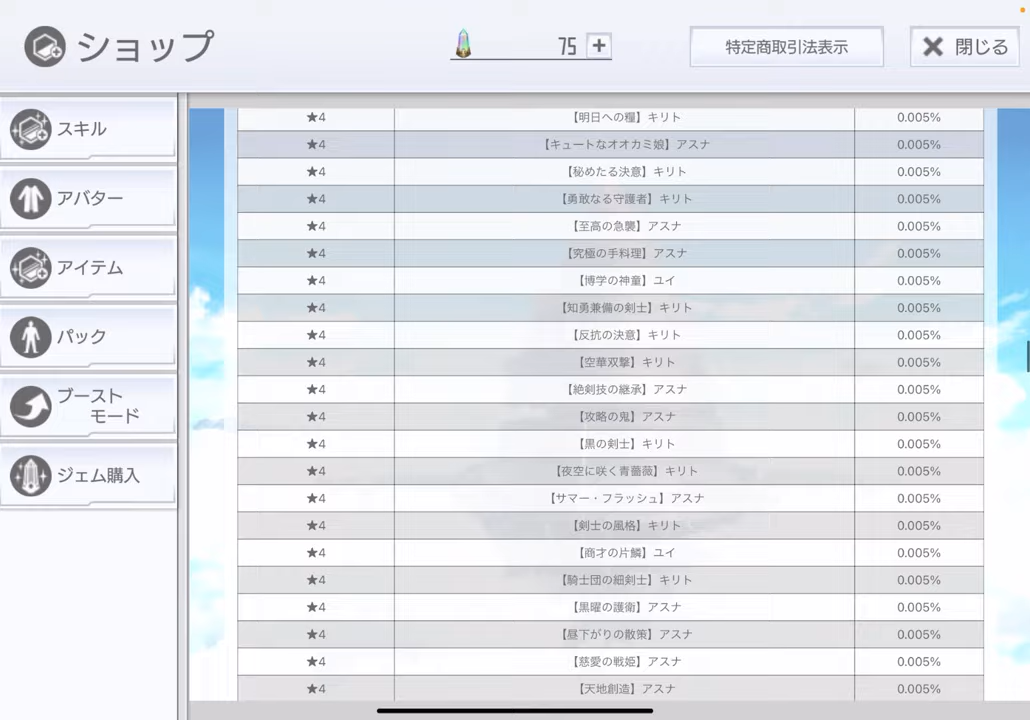 ショップ
75
特定商取引法表示
閉じる
スキル
アバター
アイテム
パック
ブースト
モード
ジェム購入
★4 【明日への糧】キリト 0.005%
★4 【キュートなオオカミ娘】アスナ 0.005%
★4 【秘めたる決意】キリト 0.005%
★4 【勇敢なる守護者】キリト 0.005%
★4 【至高の急襲】アスナ 0.005%
★4 【究極の手料理】アスナ 0.005%
★4 【博学の神童】ユイ 0.005%
★4 【知勇兼備の剣士】キリト 0.005%
★4 【反抗の決意】キリト 0.005%
★4 【空華双撃】キリト 0.005%
★4 【絶剣技の継承】アスナ 0.005%
★4 【攻略の鬼】アスナ 0.005%
★4 【黒の剣士】キリト 0.005%
★4 【夜空に咲く青薔薇】キリト 0.005%
★4 【サマー・フラッシュ】アスナ 0.005%
★4 【剣士の風格】キリト 0.005%
★4 【商才の片鱗】ユイ 0.005%
★4 【騎士団の細剣士】キリト 0.005%
★4 【黒曜の護衛】アスナ 0.005%
★4 【昼下がりの散策】アスナ 0.005%
★4 【慈愛の戦姫】アスナ 0.005%
★4 【天地創造】アスナ 0.005%